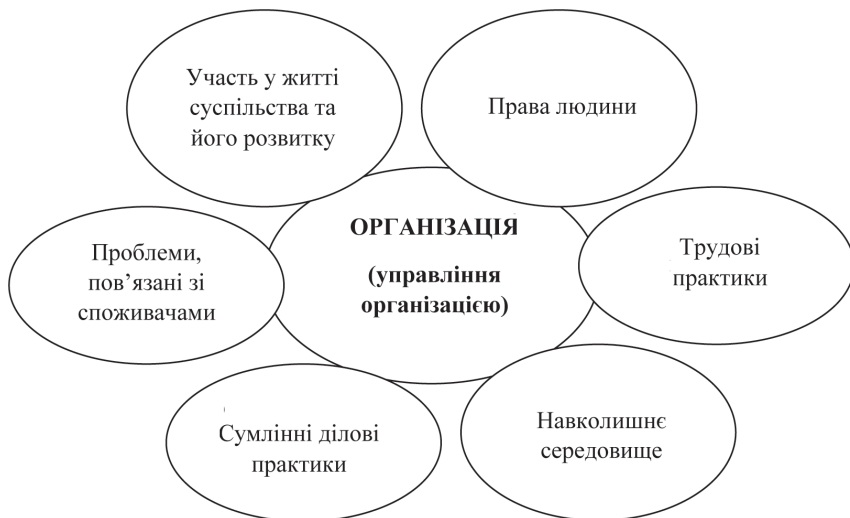 Участь у житті
суспільства та
його розвитку
Права людини
ОРГАНІЗАЦІЯ
(управління
організацією)
Проблеми,
пов’язані зі
споживачами
Трудові
практики
Сумлінні ділові
практики
Навколишнє
середовище